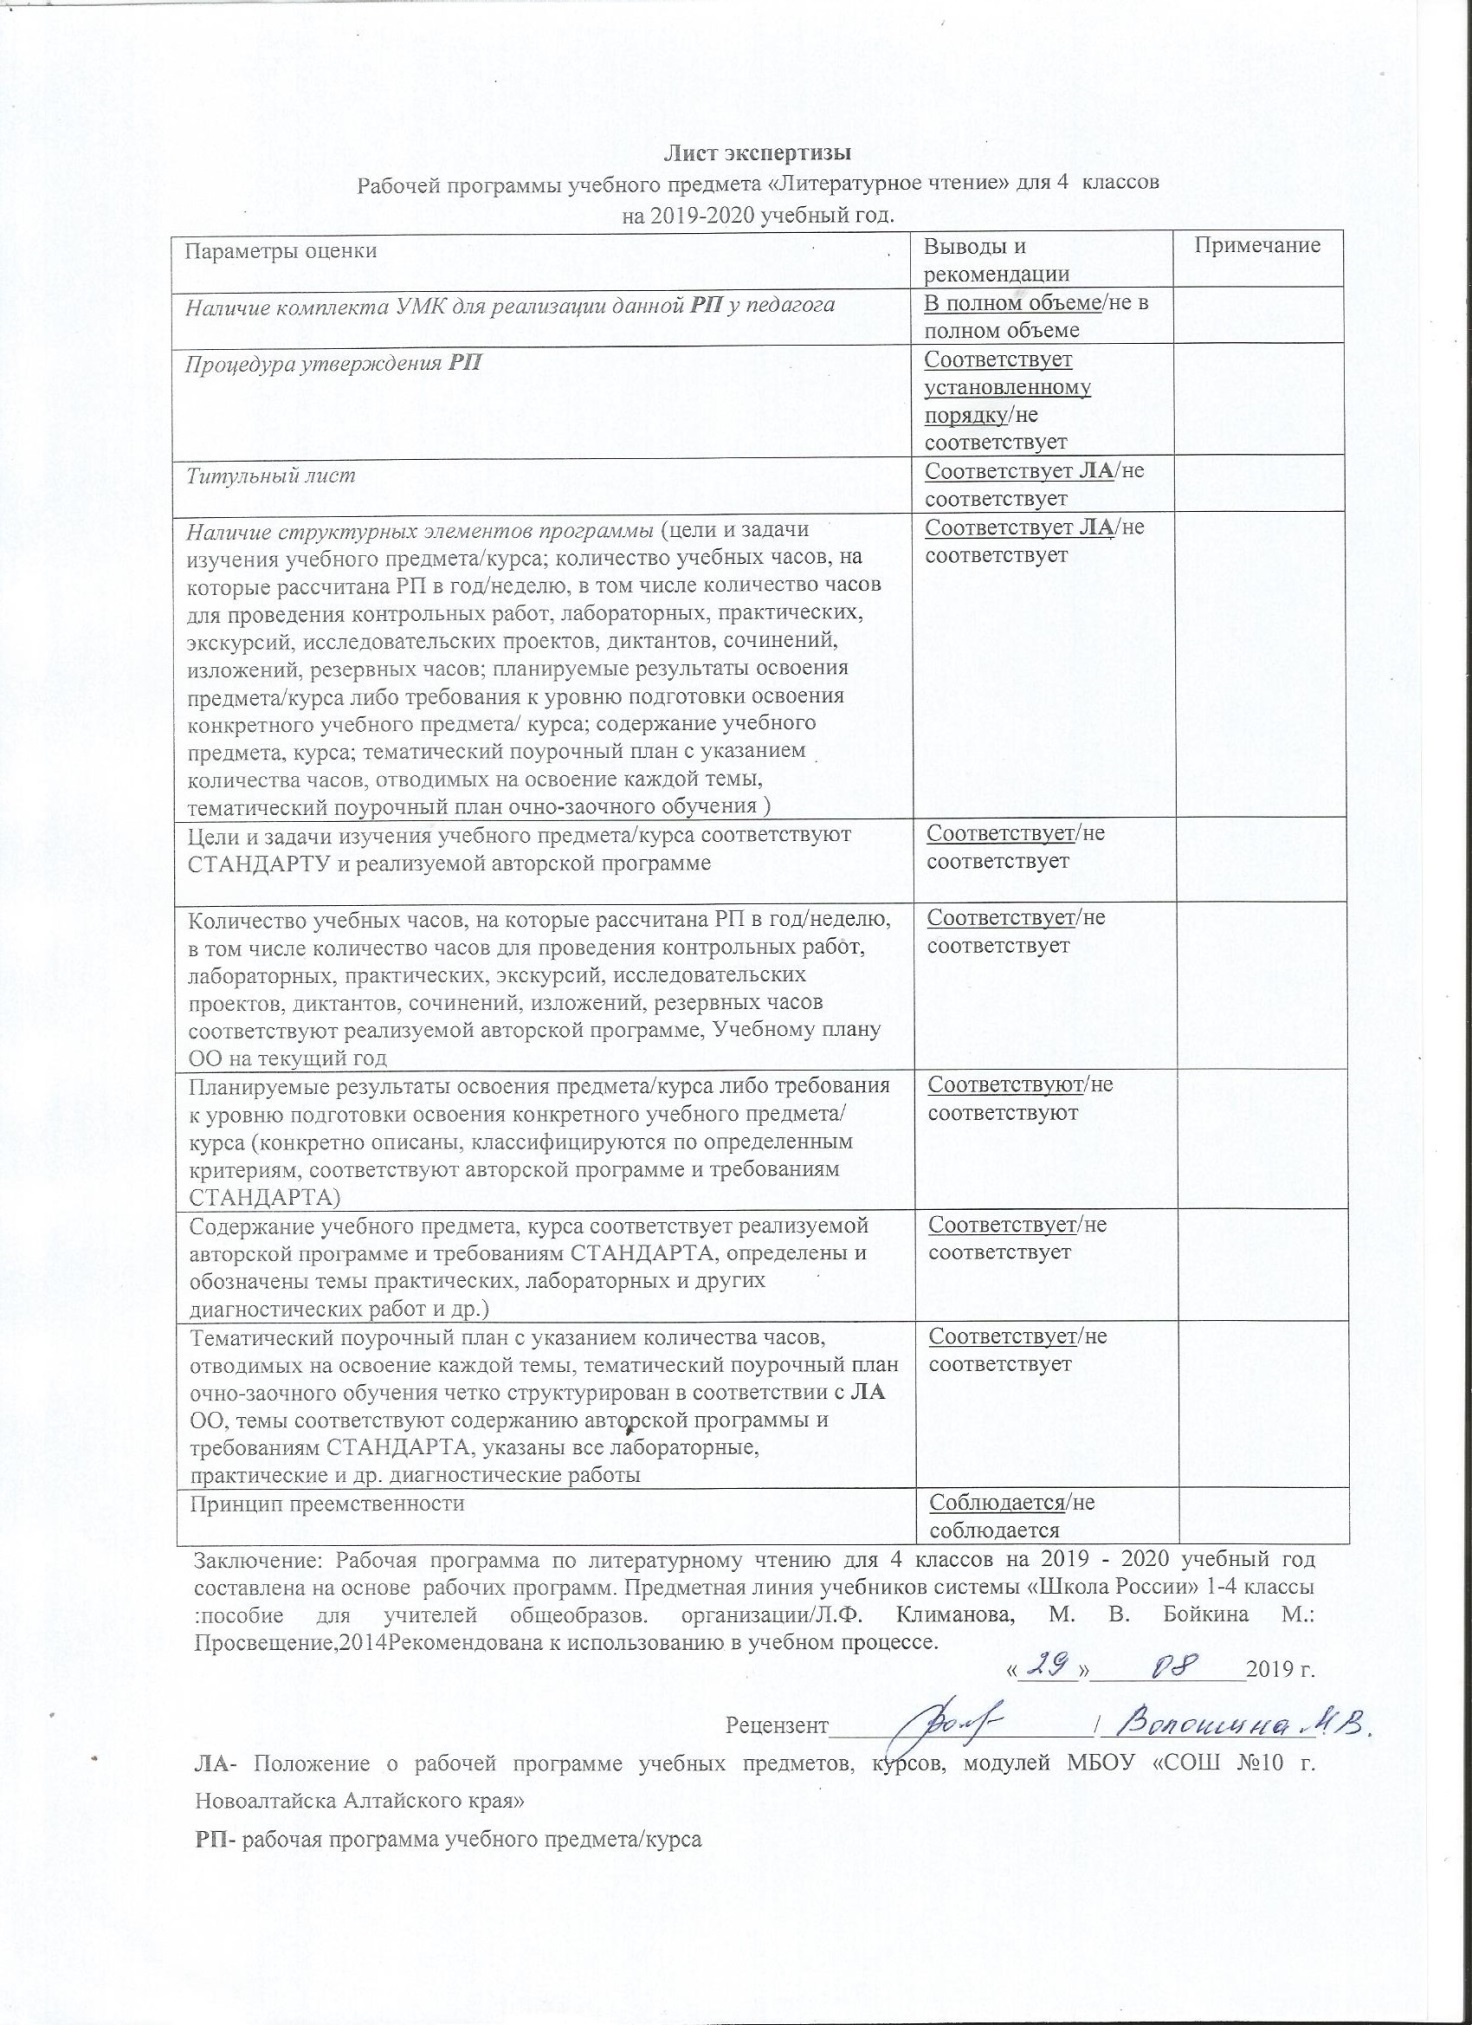 Лист экспертизы
Рабочей программы учебного предмета «Литературное чтение» для 4 классов
на 2019-2020 учебный год.
Параметры оценки
Выводы и
рекомендации
Примечание
Наличие комплекта УМК для реализации данной РП у педагога
В полном объеме/не в
полном объеме
Процедура утверждения РП
Соответствует
установленному
порядку/не
соответствует
Титульный лист
Соответствует ЛА/не
соответствует
Наличие структурных элементов программы (цели и задачи
изучения учебного предмета/курса; количество учебных часов, на
которые рассчитана РП в год/неделю, в том числе количество часов
для проведения контрольных работ, лабораторных, практических,
экскурсий, исследовательских проектов, диктантов, сочинений,
изложений, резервных часов; планируемые результаты освоения
предмета/курса либо требования к уровню подготовки освоения
конкретного учебного предмета/ курса; содержание учебного
предмета, курса; тематический поурочный план с указанием
количества часов, отводимых на освоение каждой темы,
тематический поурочный план очно-заочного обучения )
Соответствует ЛА/не
соответствует
Цели и задачи изучения учебного предмета/курса соответствуют
СТАНДАРТУ и реализуемой авторской программе
Соответствует/не
соответствует
Количество учебных часов, на которые рассчитана РП в год/неделю,
в том числе количество часов для проведения контрольных работ,
лабораторных, практических, экскурсий, исследовательских
проектов, диктантов, сочинений, изложений, резервных часов
соответствуют реализуемой авторской программе, Учебному плану
ОО на текущий год
Соответствует/не
соответствует
Планируемые результаты освоения предмета/курса либо требования
к уровню подготовки освоения конкретного учебного предмета/
курса (конкретно описаны, классифицируются по определенным
критериям, соответствуют авторской программе и требованиям
СТАНДАРТА)
Соответствуют/не
соответствуют
Содержание учебного предмета, курса соответствует реализуемой
авторской программе и требованиям СТАНДАРТА, определены и
обозначены темы практических, лабораторных и других
диагностических работ и др.)
Соответствует/не
соответствует
Тематический поурочный план с указанием количества часов,
отводимых на освоение каждой темы, тематический поурочный план
очно-заочного обучения четко структурирован в соответствии с ЛА
ОО, темы соответствуют содержанию авторской программы и
требованиям СТАНДАРТА, указаны все лабораторные,
практические и др. диагностические работы
Соответствует/не
соответствует
Принцип преемственности
Соблюдается/не
соблюдается
Заключение: Рабочая программа по литературному чтению для 4 классов на 2019 - 2020 учебный год
составлена на основе рабочих программ. Предметная линия учебников системы «Школа России» 1-4 классы
:пособие для учителей общеобразов. организации/Л.Ф. Климанова, М. В. Бойкина М.:
Просвещение,2014Рекомендована к использованию в учебном процессе.
«29» 08 2019 г.
Рецензент / Волошина М.В.
ЛА- Положение о рабочей программе учебных предметов, курсов, модулей МБОУ «СОШ №10 г.
Новоалтайска Алтайского края»
РП- рабочая программа учебного предмета/курса